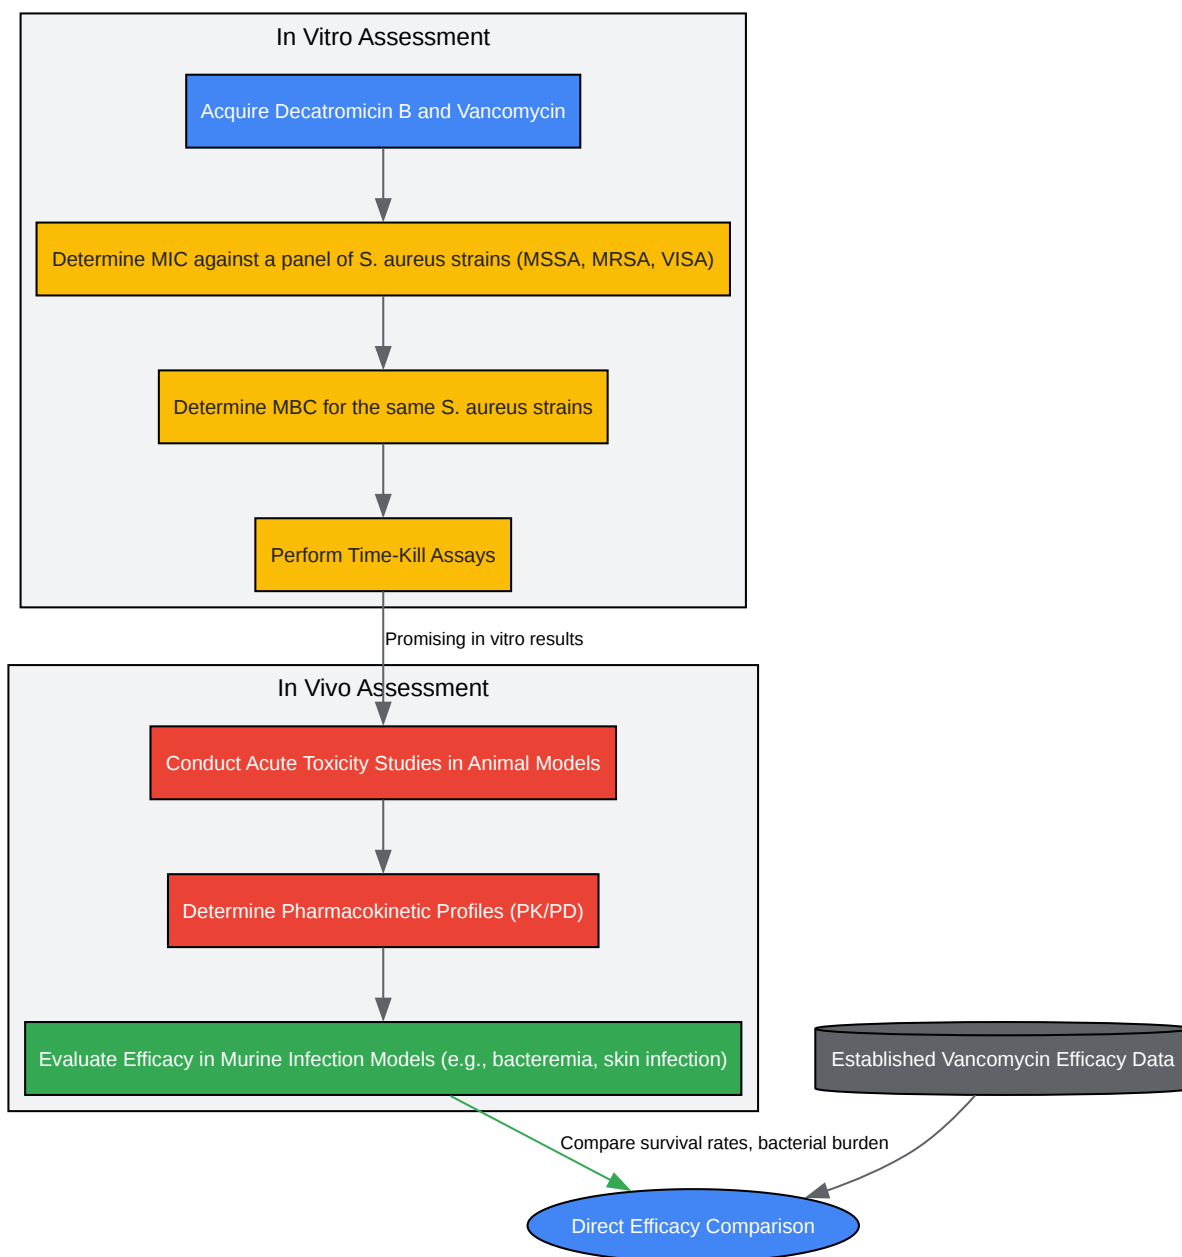 In Vitro Assessment
Acquire Decatromicin B and Vancomycin
Determine MIC against a panel of S. aureus strains (MSSA, MRSA, VISA)
Determine MBC for the same S. aureus strains
Perform Time-Kill Assays
Promising in vitro results
In Vivo Assessment
Conduct Acute Toxicity Studies in Animal Models
Determine Pharmacokinetic Profiles (PK/PD)
Evaluate Efficacy in Murine Infection Models (e.g., bacteremia, skin infection)
Established Vancomycin Efficacy Data
Compare survival rates, bacterial burden
Direct Efficacy Comparison